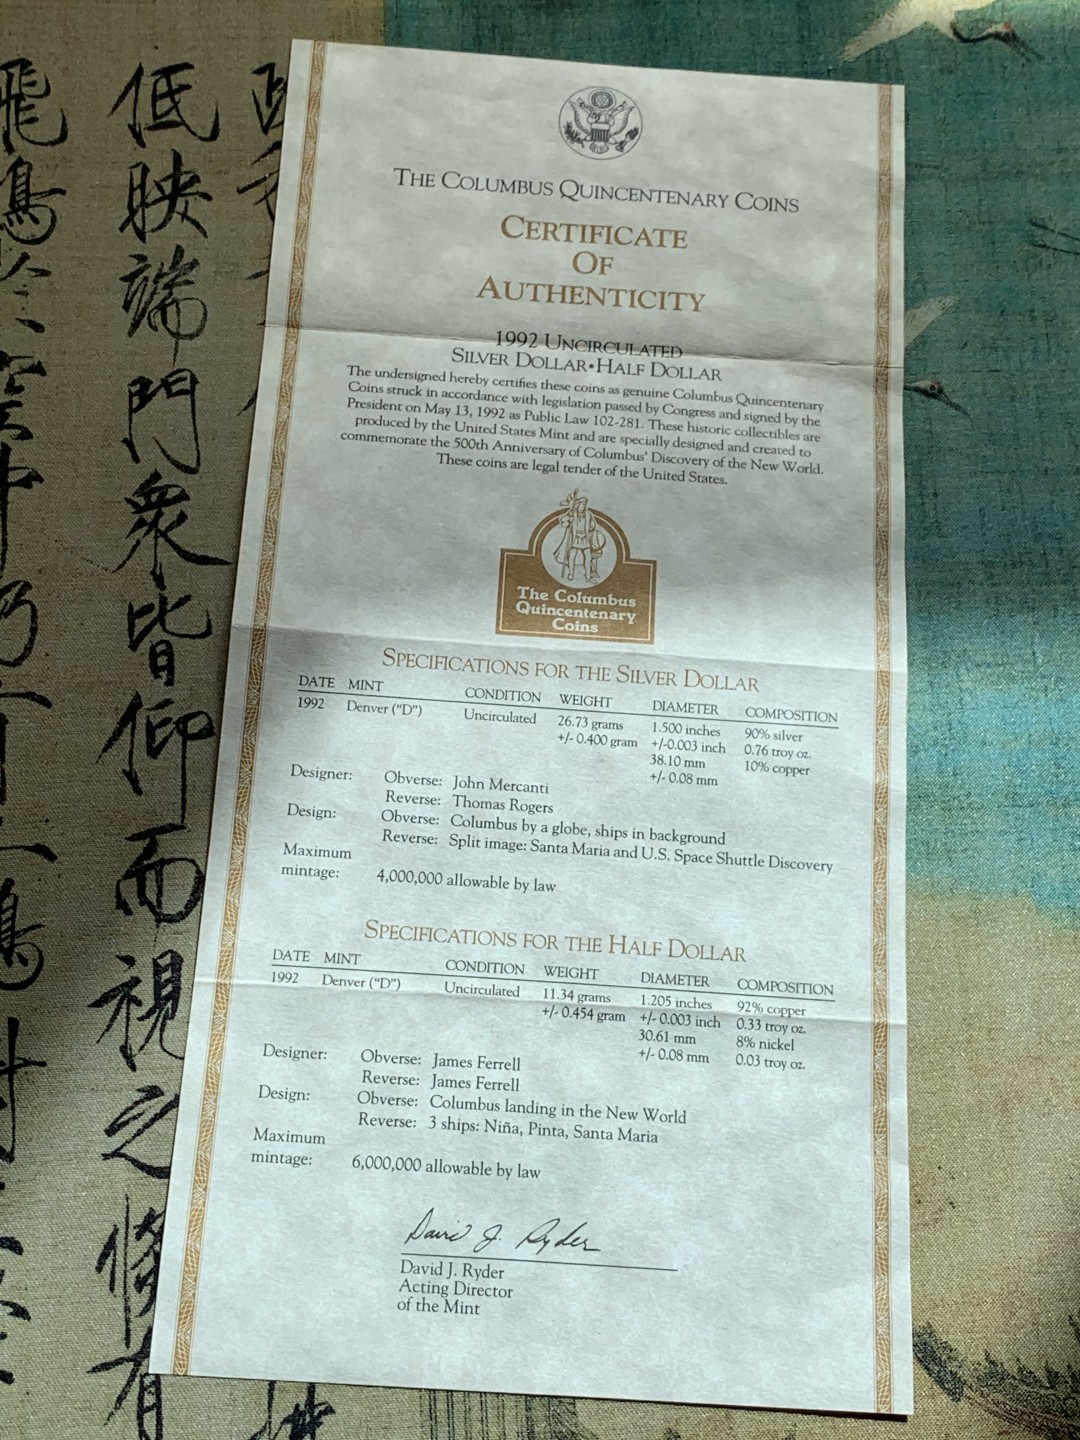 THE COLUMBUS QUINCENTENARY COINS
CERTIFICATE
OF
AUTHENTICITY
1992 UNCIRCULATED
SILVER DOLLAR • HALF DOLLAR
The undersigned hereby certifies these coins as genuine Columbus Quincentenary
Coins struck in accordance with legislation passed by Congress and signed by the
President on May 13, 1992 as Public Law 102-281. These historic collectibles are
produced by the United States Mint and are specially designed and created to
commemorate the 500th Anniversary of Columbus' Discovery of the New World.
These coins are legal tender of the United States.
The Columbus
Quincentenary
Coins
SPECIFICATIONS FOR THE SILVER DOLLAR
DATE MINT CONDITION WEIGHT DIAMETER COMPOSITION
1992 Denver ("D") Uncirculated 26.73 grams 1.500 inches 90% silver
+/- 0.400 gram +/-0.003 inch 0.76 troy oz.
38.10 mm 10% copper
+/- 0.08 mm
Designer: Obverse: John Mercanti
Reverse: Thomas Rogers
Design: Obverse: Columbus by a globe, ships in background
Reverse: Split image: Santa Maria and U.S. Space Shuttle Discovery
Maximum
mintage: 4,000,000 allowable by law
SPECIFICATIONS FOR THE HALF DOLLAR
DATE MINT CONDITION WEIGHT DIAMETER COMPOSITION
1992 Denver ("D") Uncirculated 11.34 grams 1.205 inches 92% copper
+/- 0.454 gram +/- 0.003 inch 0.33 troy oz.
30.61 mm 8% nickel
+/- 0.08 mm 0.03 troy oz.
Designer: Obverse: James Ferrell
Reverse: James Ferrell
Design: Obverse: Columbus landing in the New World
Reverse: 3 ships: Niña, Pinta, Santa Maria
Maximum
mintage: 6,000,000 allowable by law
David J. Ryder
David J. Ryder
Acting Director
of the Mint
低映端門衆皆仰而視之倏有
飛鳴於空中